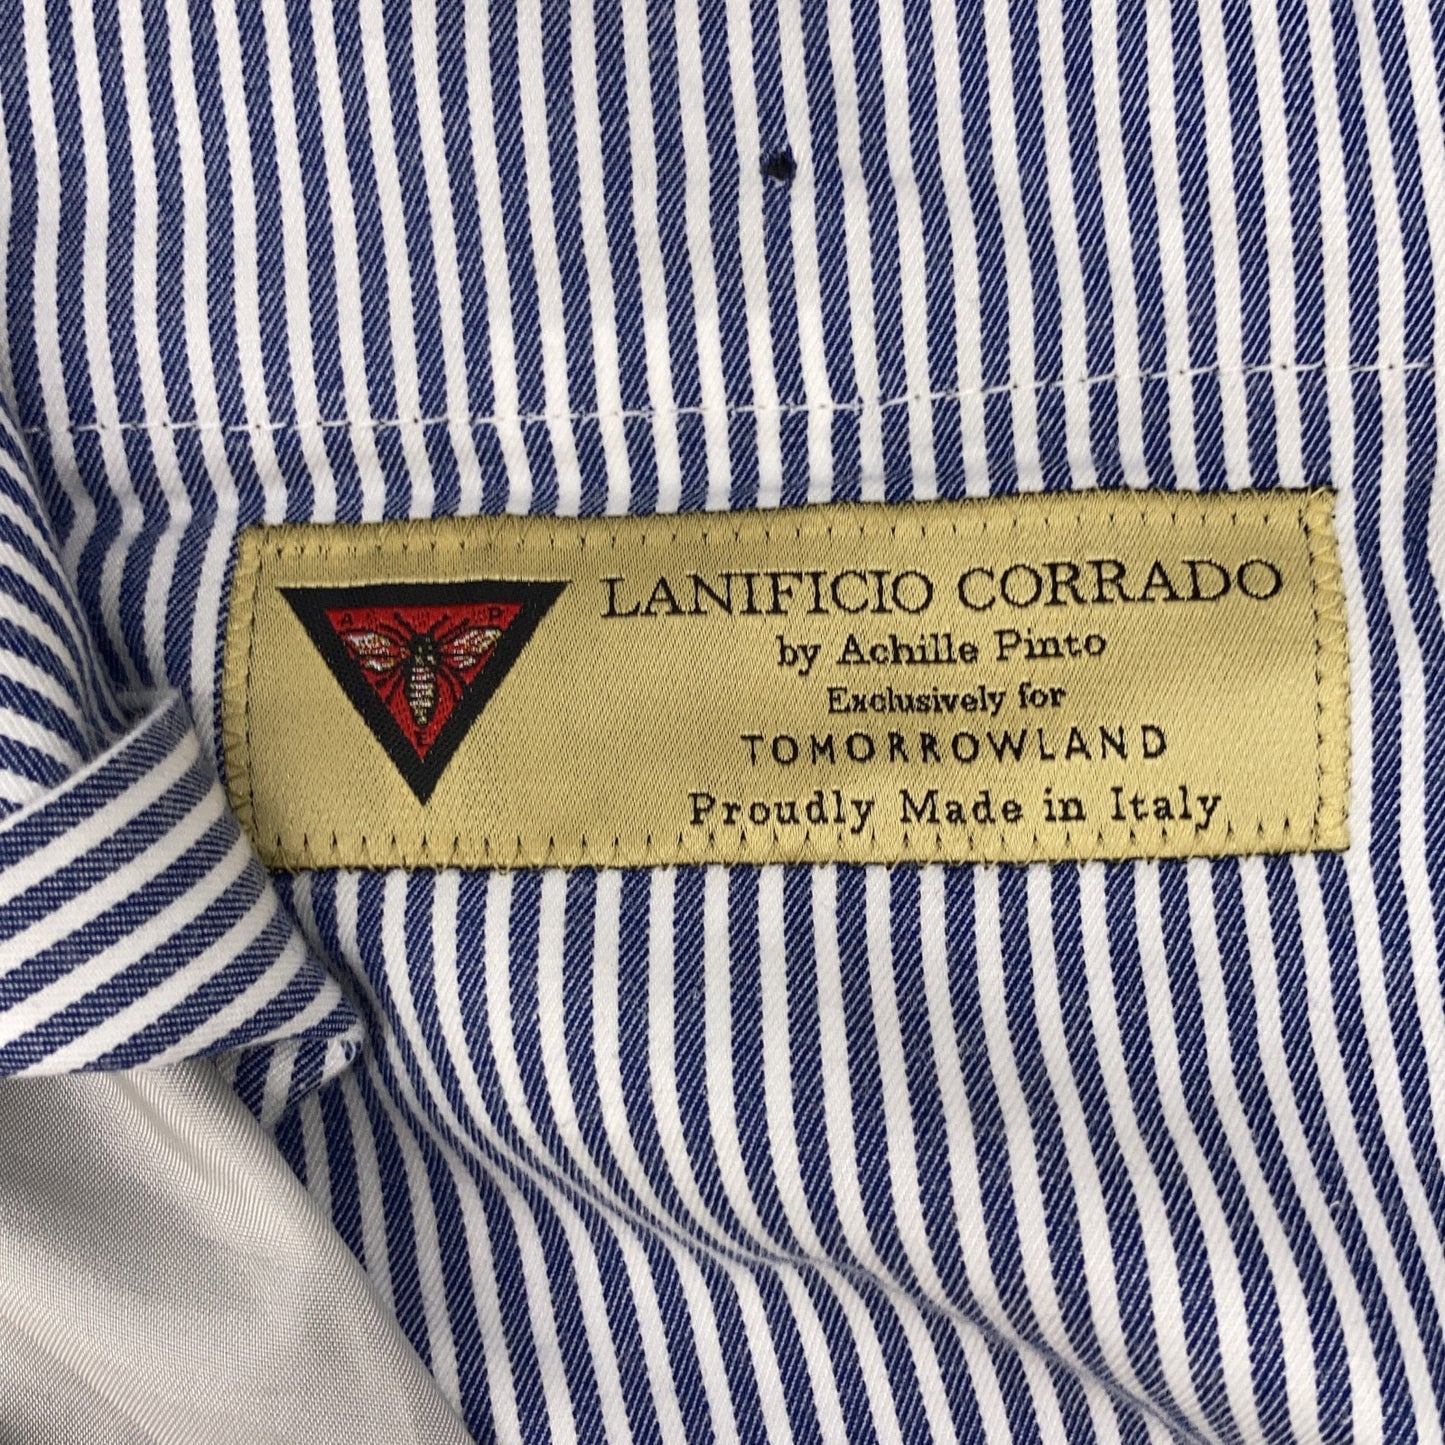 A P
E
LANIFICIO CORRADO
by Achille Pinto
Exclusively for
TOMORROWLAND
Proudly Made in Italy